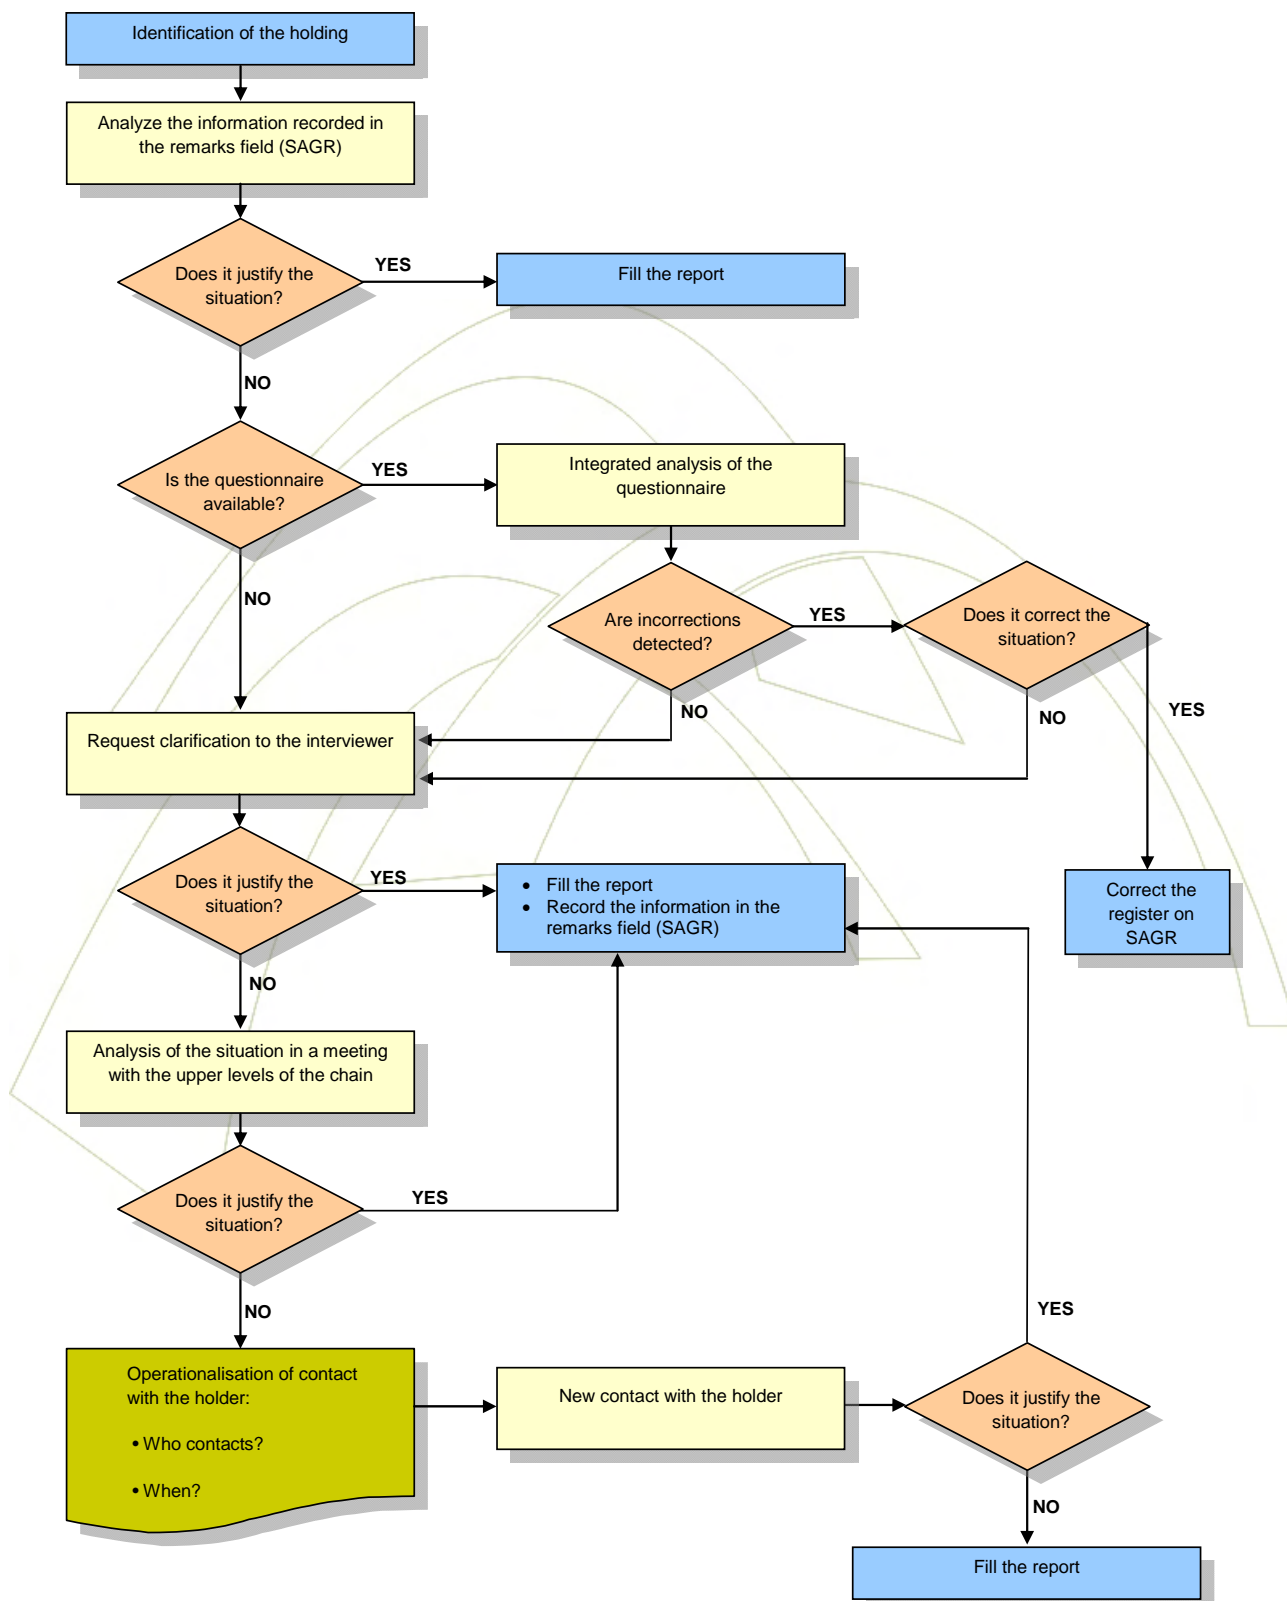 Identification of the holding
Analyze the information recorded in
the remarks field (SAGR)
Does it justify the
situation?
YES
Fill the report
NO
Is the questionnaire
available?
YES
Integrated analysis of the
questionnaire
NO
Are incorrections
detected?
YES
Does it correct the
situation?
NO
NO
YES
Request clarification to the interviewer
Does it justify the
situation?
YES
• Fill the report
• Record the information in the
remarks field (SAGR)
Correct the
register on
SAGR
NO
Analysis of the situation in a meeting
with the upper levels of the chain
Does it justify the
situation?
YES
NO
YES
Operationalisation of contact
with the holder:
• Who contacts?
• When?
New contact with the holder
Does it justify the
situation?
NO
Fill the report